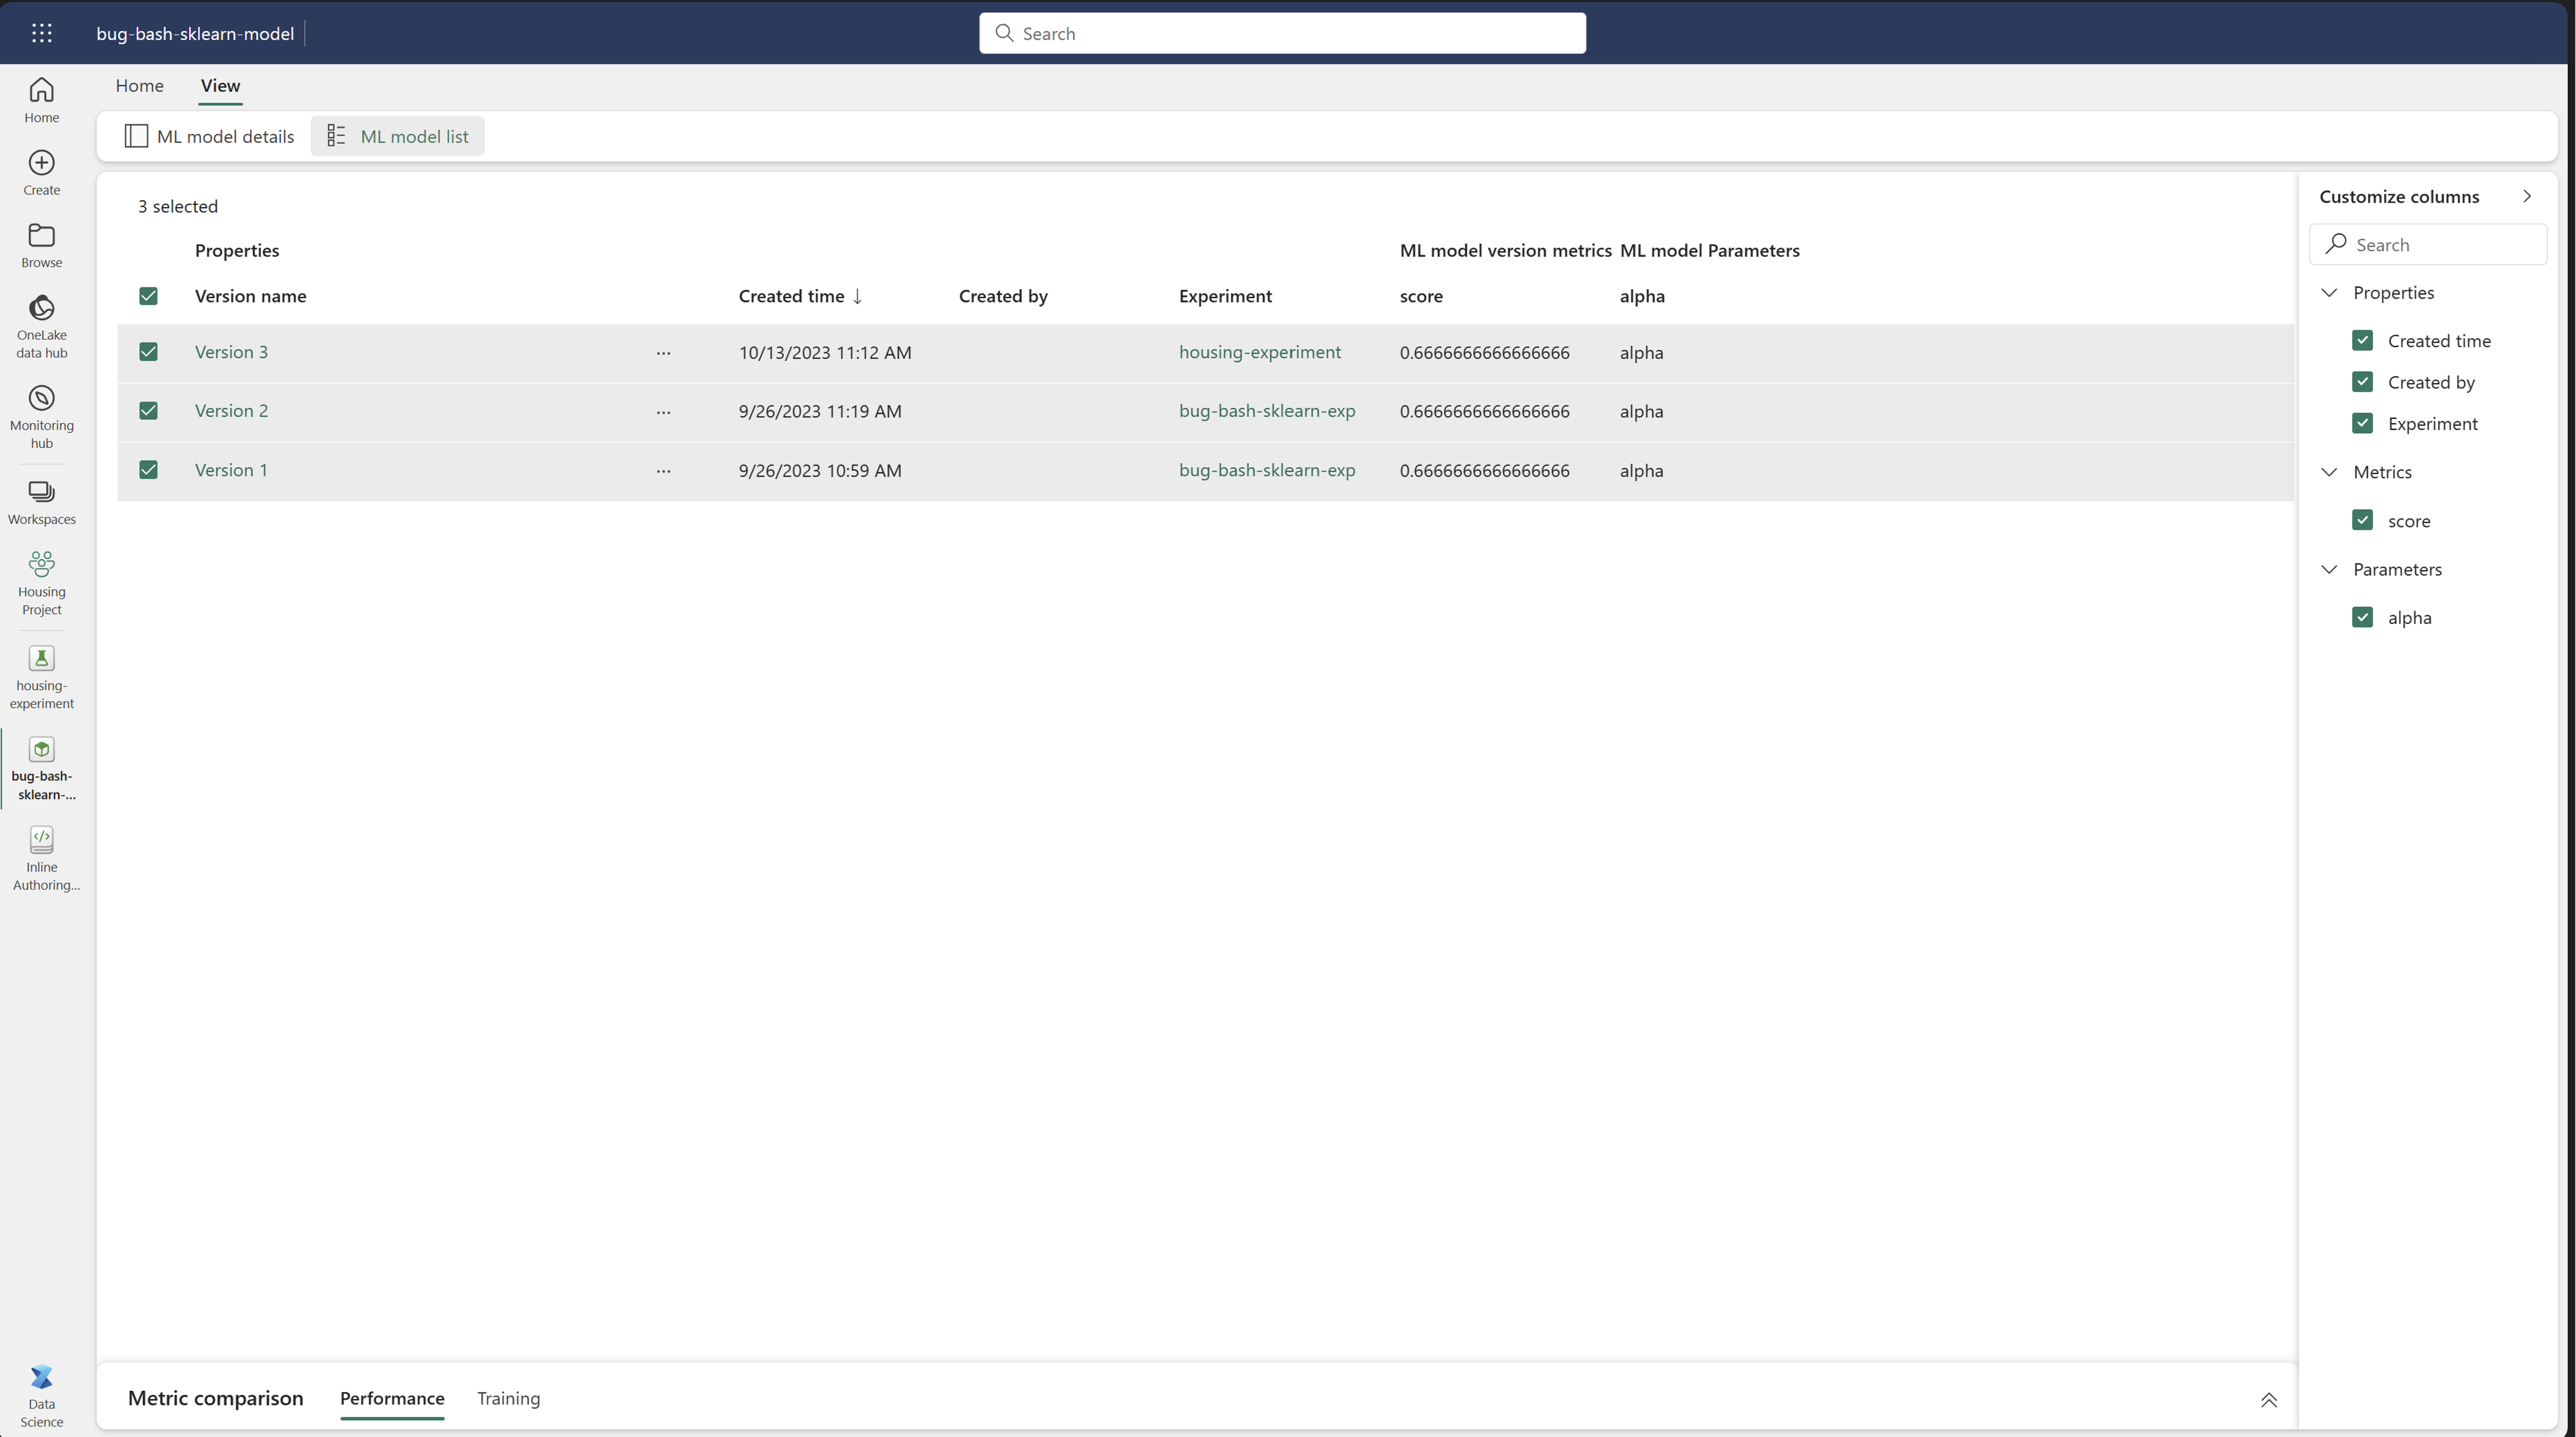 bug-bash-sklearn-model
Search
Home
View
ML model details
ML model list
Home
Create
Browse
OneLake
data hub
Monitoring
hub
Workspaces
Housing
Project
housing-
experiment
bug-bash-
sklearn-...
Inline
Authoring...
Data
Science
3 selected
Properties ML model version metrics ML model Parameters
Version name Created time ↓ Created by Experiment score alpha
Version 3 ... 10/13/2023 11:12 AM housing-experiment 0.6666666666666666 alpha
Version 2 ... 9/26/2023 11:19 AM bug-bash-sklearn-exp 0.6666666666666666 alpha
Version 1 ... 9/26/2023 10:59 AM bug-bash-sklearn-exp 0.6666666666666666 alpha
Customize columns
Search
Properties
Created time
Created by
Experiment
Metrics
score
Parameters
alpha
Metric comparison Performance Training